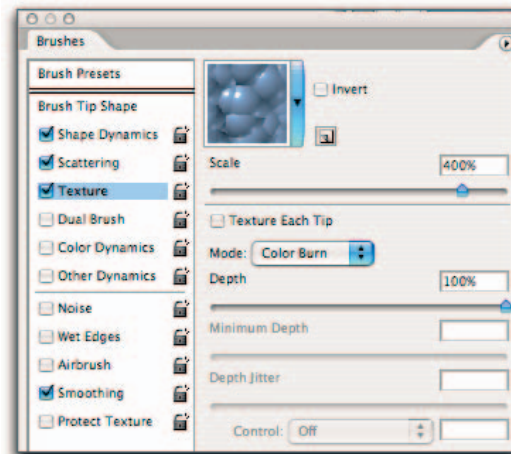 Brushes
Brush Presets
Brush Tip Shape
Shape Dynamics
Scattering
Texture
Dual Brush
Color Dynamics
Other Dynamics
Noise
Wet Edges
Airbrush
Smoothing
Protect Texture
Invert
Scale 400%
Texture Each Tip
Mode: Color Burn
Depth 100%
Minimum Depth
Depth Jitter
Control: Off